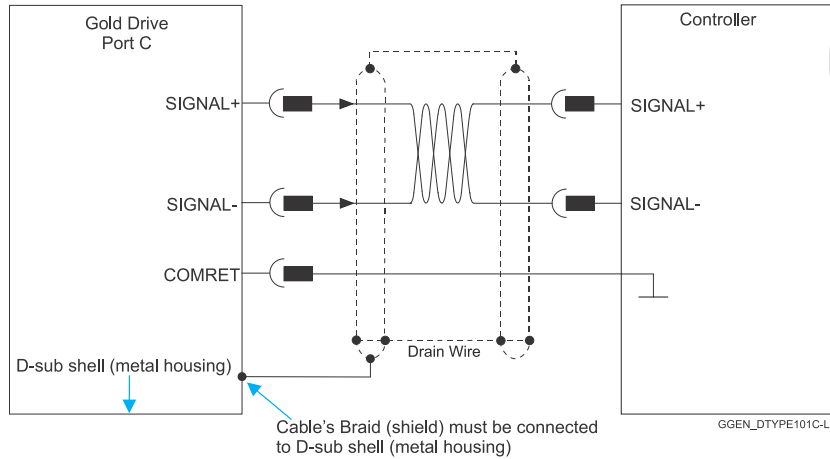 Gold Drive
Port C
Controller
SIGNAL+
SIGNAL+
SIGNAL-
SIGNAL-
COMRET
Drain Wire
D-sub shell (metal housing)
Cable's Braid (shield) must be connected
to D-sub shell (metal housing)
GGEN_DTYPE101C-L